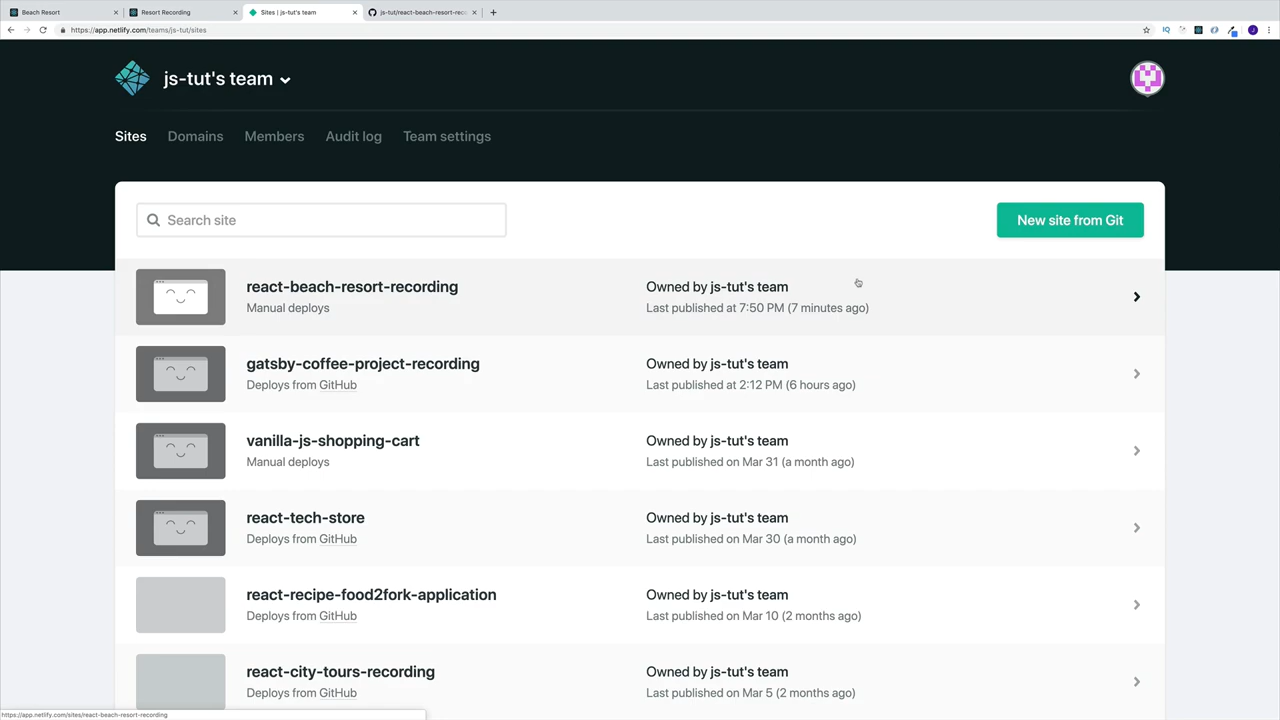 Beach Resort
Resort Recording
Sites | js-tut's team
js-tut/react-beach-resort-rec
https://app.netlify.com/teams/js-tut/sites
js-tut's team
Sites Domains Members Audit log Team settings
Search site
New site from Git
react-beach-resort-recording
Manual deploys
Owned by js-tut's team
Last published at 7:50 PM (7 minutes ago)
gatsby-coffee-project-recording
Deploys from GitHub
Owned by js-tut's team
Last published at 2:12 PM (6 hours ago)
vanilla-js-shopping-cart
Manual deploys
Owned by js-tut's team
Last published on Mar 31 (a month ago)
react-tech-store
Deploys from GitHub
Owned by js-tut's team
Last published on Mar 30 (a month ago)
react-recipe-food2fork-application
Deploys from GitHub
Owned by js-tut's team
Last published on Mar 10 (2 months ago)
react-city-tours-recording
Deploys from GitHub
Owned by js-tut's team
Last published on Mar 5 (2 months ago)
https://app.netlify.com/sites/react-beach-resort-recording